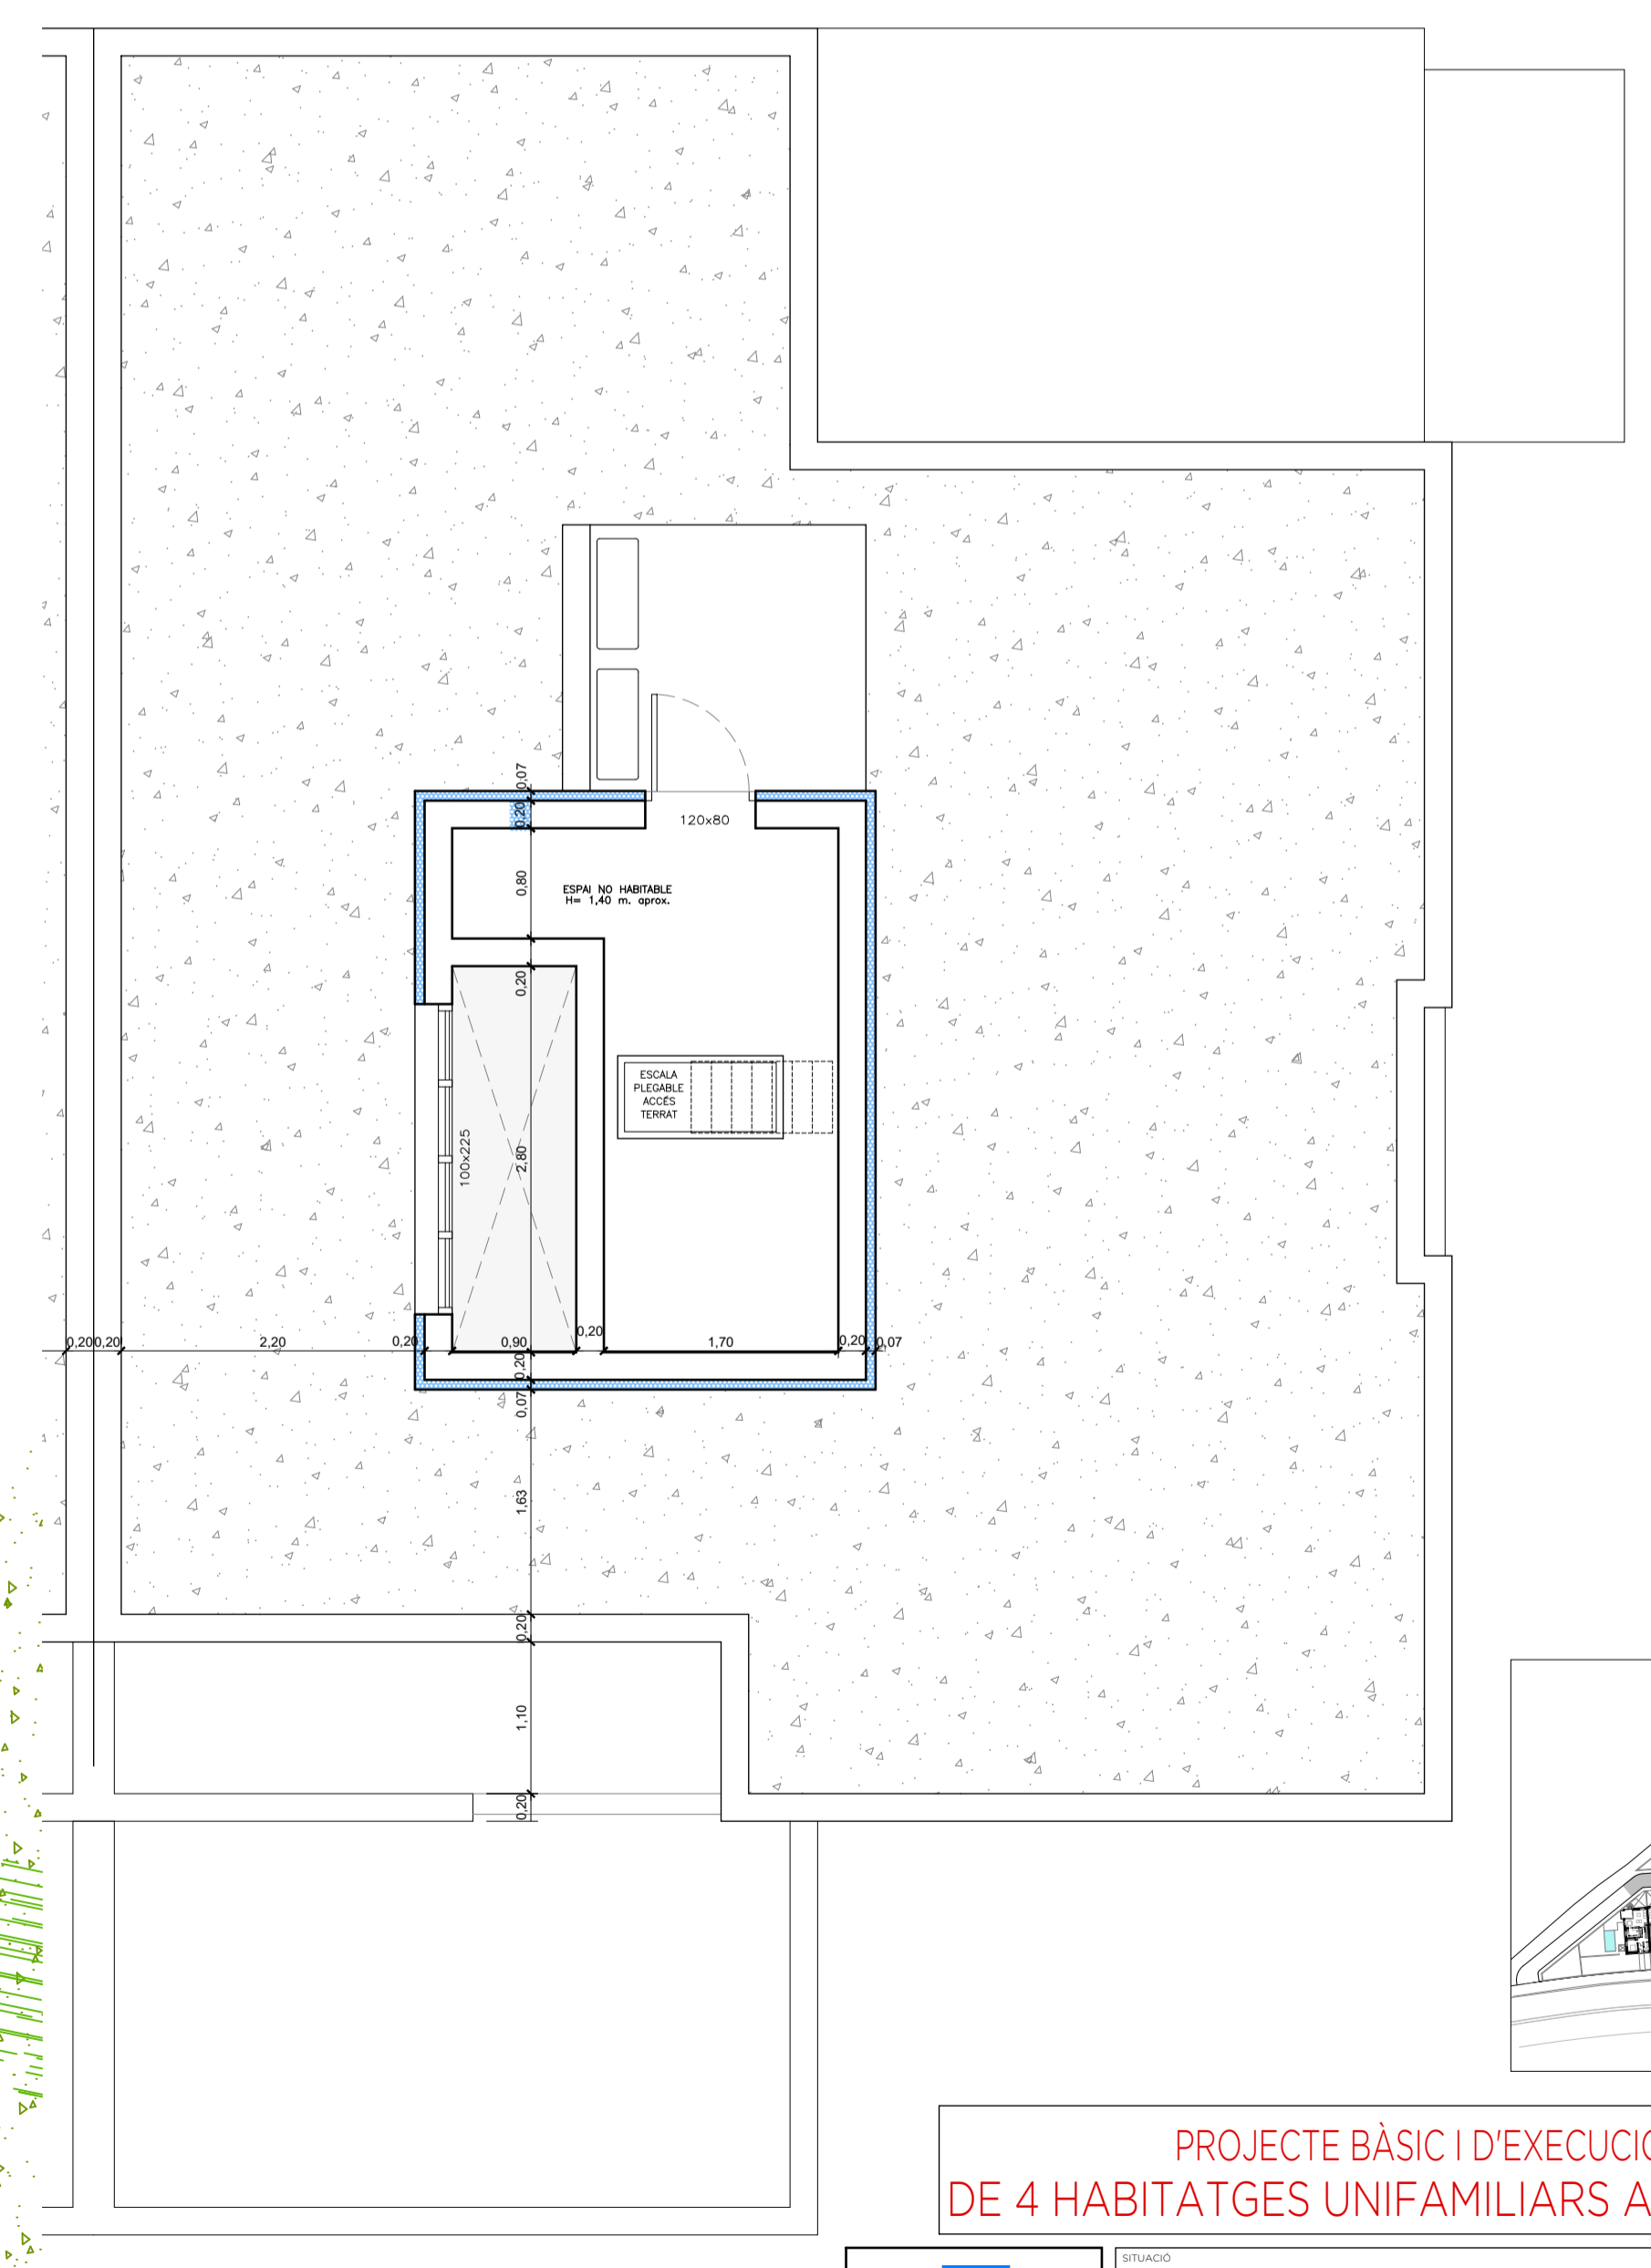 0,07
0,20
120x80
0,80
ESPAI NO HABITABLE
H= 1,40 m. aprox.
0,20
ESCALA
PLEGABLE
ACCÉS
TERRAT
100x225
2,80
0,20
0,20
2,20
0,20
0,90
0,20
1,70
0,20
0,07
0,20
0,07
1,63
0,20
1,10
0,20
PROJECTE BÀSIC I D'EXECUCIÓ
DE 4 HABITATGES UNIFAMILIARS A
SITUACIÓ